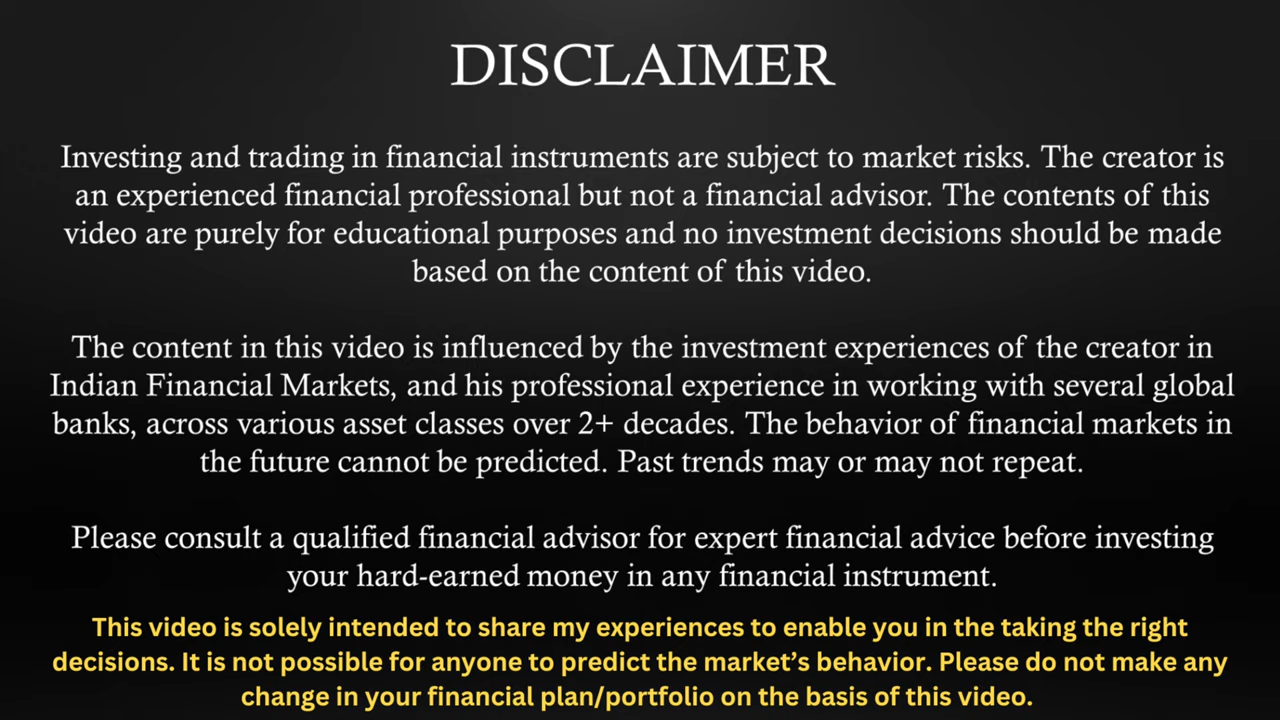 DISCLAIMER
Investing and trading in financial instruments are subject to market risks. The creator is
an experienced financial professional but not a financial advisor. The contents of this
video are purely for educational purposes and no investment decisions should be made
based on the content of this video.
The content in this video is influenced by the investment experiences of the creator in
Indian Financial Markets, and his professional experience in working with several global
banks, across various asset classes over 2+ decades. The behavior of financial markets in
the future cannot be predicted. Past trends may or may not repeat.
Please consult a qualified financial advisor for expert financial advice before investing
your hard-earned money in any financial instrument.
This video is solely intended to share my experiences to enable you in the taking the right
decisions. It is not possible for anyone to predict the market’s behavior. Please do not make any
change in your financial plan/portfolio on the basis of this video.